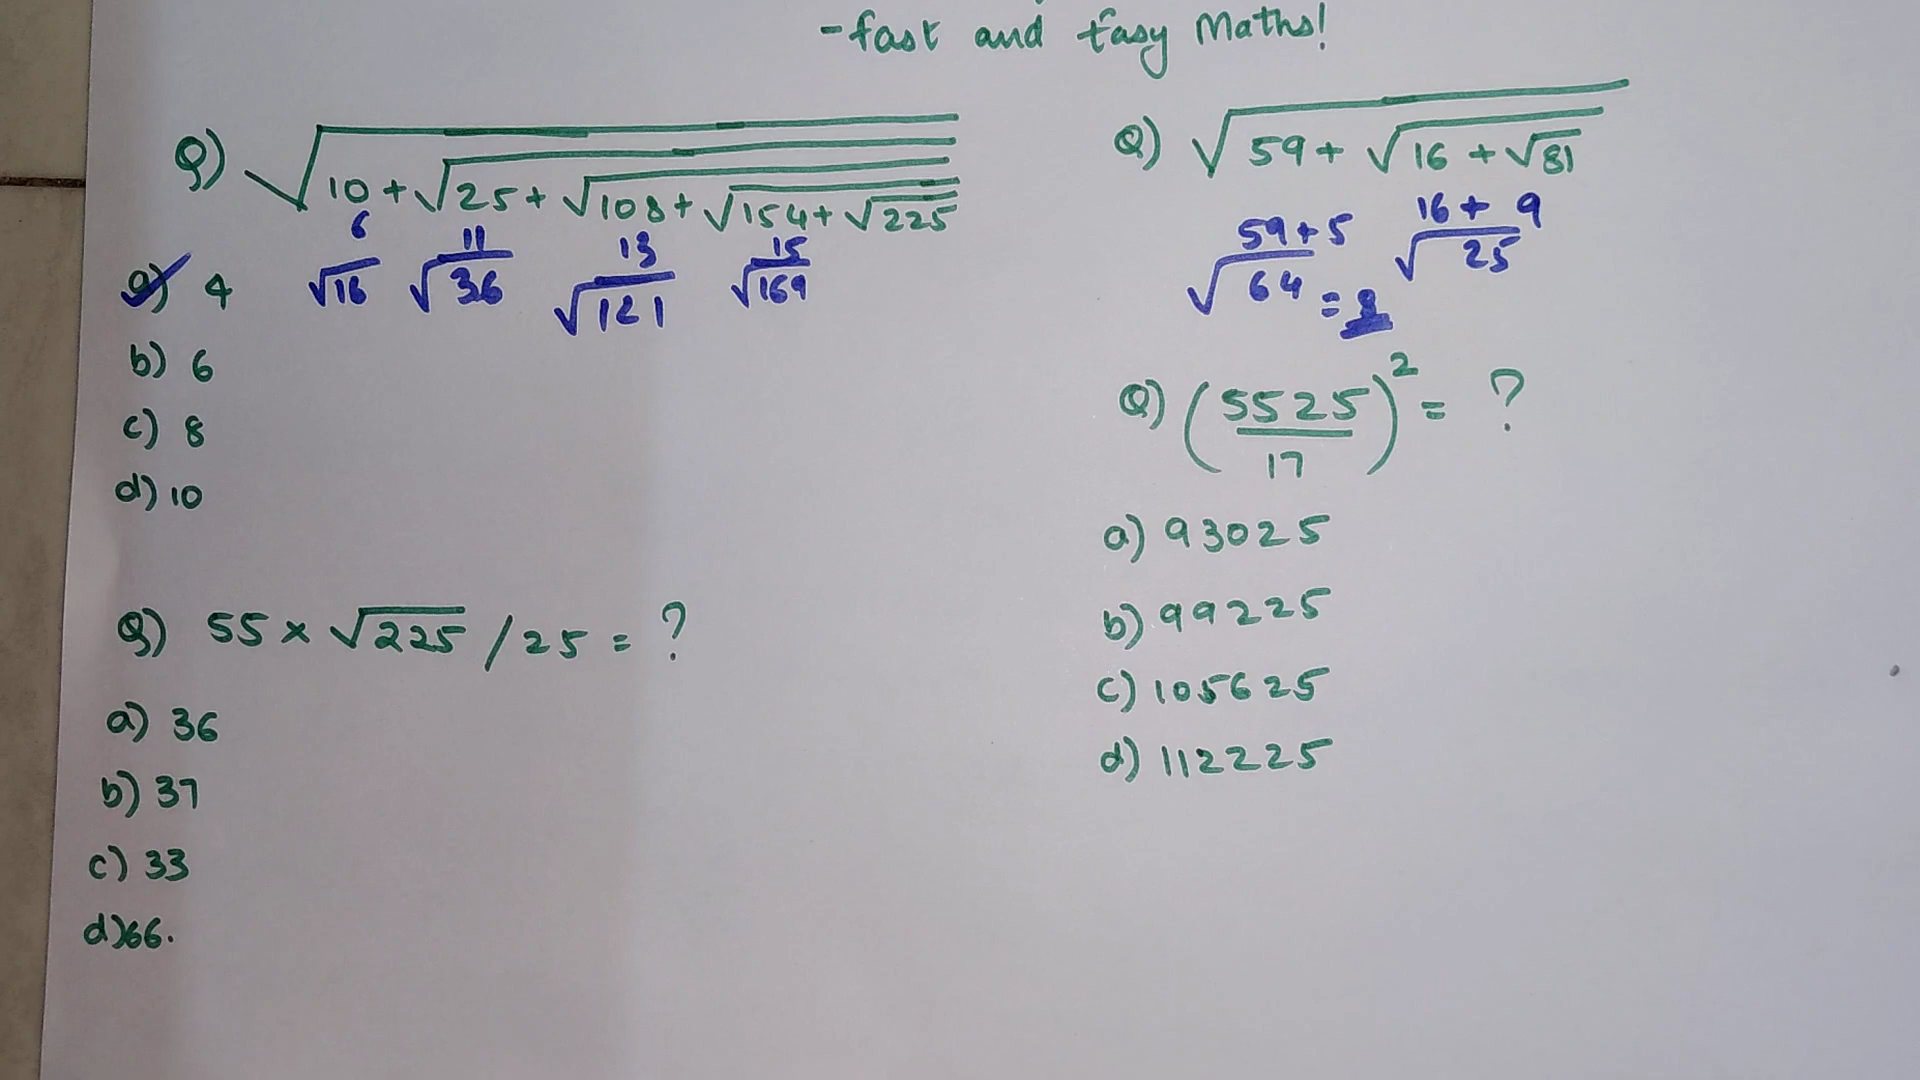 -fast and Easy Maths!
Q) √10+√25+√108+√154+√225
6 11 13 15
√16 √36 √121 √169
a) 4
b) 6
c) 8
d) 10
Q) 55 × √225 / 25 = ?
a) 36
b) 37
c) 33
d) 66.
Q) √59+√16+√81
59+5 16+9
√64 = 8 √25
Q) (5525/17)² = ?
a) 93025
b) 99225
c) 105625
d) 112225